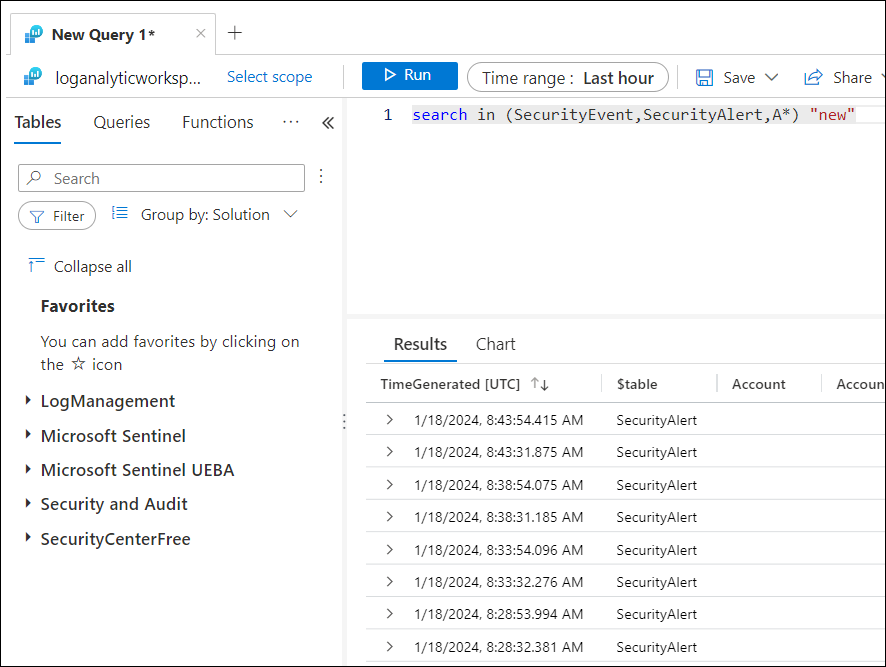 New Query 1*
loganalyticworksp... Select scope Run Time range : Last hour Save Share
Tables Queries Functions ...
1 search in (SecurityEvent,SecurityAlert,A*) "new"
Search
Filter Group by: Solution
Collapse all
Favorites
You can add favorites by clicking on
the ☆ icon
LogManagement
Microsoft Sentinel
Microsoft Sentinel UEBA
Security and Audit
SecurityCenterFree
Results Chart
TimeGenerated [UTC] $table Account Accoun
1/18/2024, 8:43:54.415 AM SecurityAlert
1/18/2024, 8:43:31.875 AM SecurityAlert
1/18/2024, 8:38:54.075 AM SecurityAlert
1/18/2024, 8:38:31.185 AM SecurityAlert
1/18/2024, 8:33:54.096 AM SecurityAlert
1/18/2024, 8:33:32.276 AM SecurityAlert
1/18/2024, 8:28:53.994 AM SecurityAlert
1/18/2024, 8:28:32.381 AM SecurityAlert